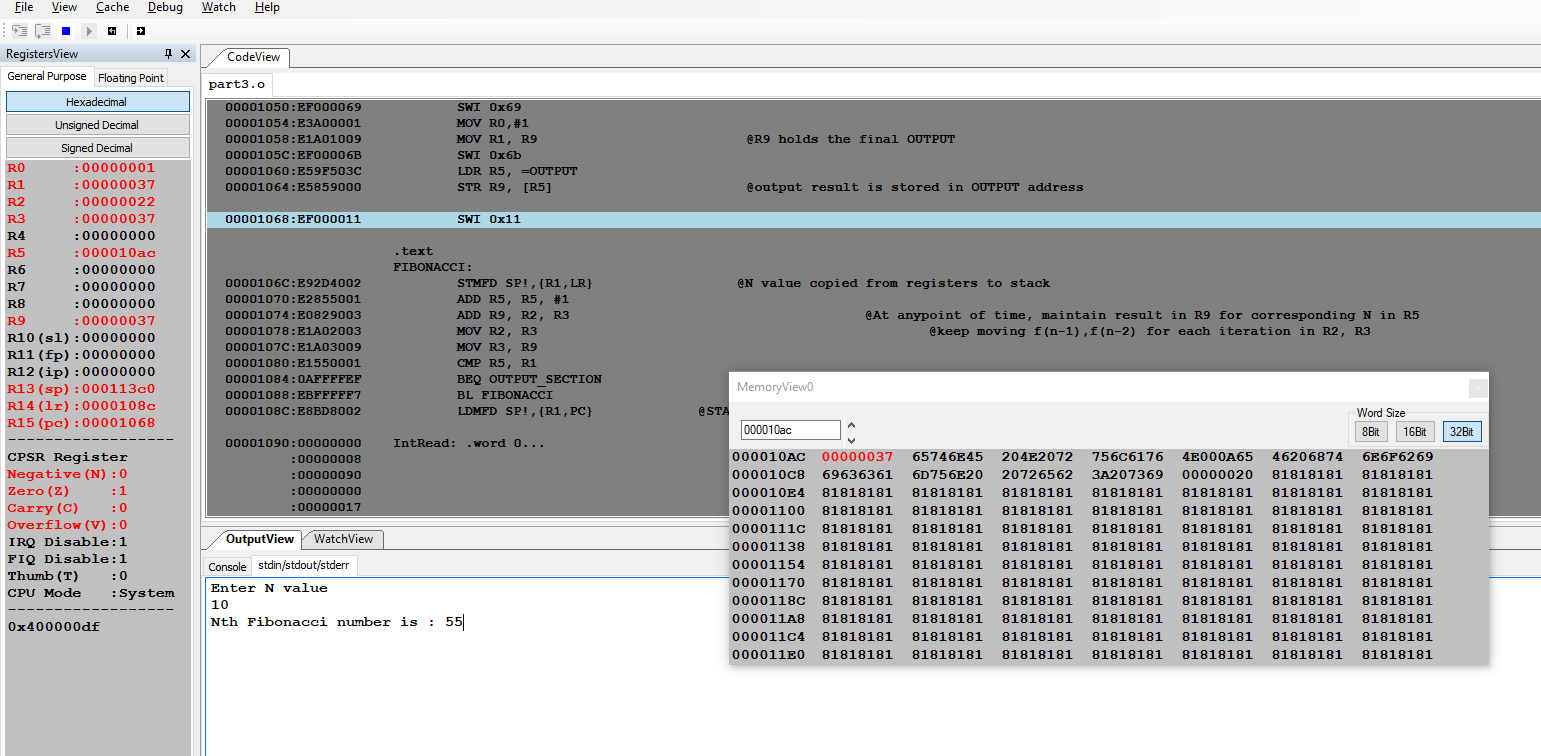 File View Cache Debug Watch Help
RegistersView
General Purpose Floating Point
Hexadecimal
Unsigned Decimal
Signed Decimal
R0 :00000001
R1 :00000037
R2 :00000022
R3 :00000037
R4 :00000000
R5 :000010ac
R6 :00000000
R7 :00000000
R8 :00000000
R9 :00000037
R10(sl):00000000
R11(fp):00000000
R12(ip):00000000
R13(sp):000113c0
R14(lr):0000108c
R15(pc):00001068
CPSR Register
Negative(N):0
Zero(Z) :1
Carry(C) :0
Overflow(V):0
IRQ Disable:1
FIQ Disable:1
Thumb(T) :0
CPU Mode :System
0x400000df
CodeView
part3.o
00001050:EF000069 SWI 0x69
00001054:E3A00001 MOV R0,#1
00001058:E1A01009 MOV R1, R9 @R9 holds the final OUTPUT
0000105C:EF00006B SWI 0x6b
00001060:E59F503C LDR R5, =OUTPUT
00001064:E5859000 STR R9, [R5] @output result is stored in OUTPUT address
00001068:EF000011 SWI 0x11
.text
FIBONACCI:
0000106C:E92D4002 STMFD SP!,{R1,LR} @N value copied from registers to stack
00001070:E2855001 ADD R5, R5, #1
00001074:E0829003 ADD R9, R2, R3 @At anypoint of time, maintain result in R9 for corresponding N in R5
00001078:E1A02003 MOV R2, R3 @keep moving f(n-1),f(n-2) for each iteration in R2, R3
0000107C:E1A03009 MOV R3, R9
00001080:E1550001 CMP R5, R1
00001084:0AFFFFEF BEQ OUTPUT_SECTION
00001088:EBFFFFF7 BL FIBONACCI
0000108C:E8BD8002 LDMFD SP!,{R1,PC} @STA
00001090:00000000 IntRead: .word 0...
:00000008
:00000090
:00000000
:00000017
OutputView WatchView
Console stdin/stdout/stderr
Enter N value
10
Nth Fibonacci number is : 55
MemoryView0
000010ac
Word Size
8Bit 16Bit 32Bit
000010AC 00000037 65746E45 204E2072 756C6176 4E000A65 46206874 6E6F6269
000010C8 69636361 6D756E20 20726562 3A207369 00000020 81818181 81818181
000010E4 81818181 81818181 81818181 81818181 81818181 81818181 81818181
00001100 81818181 81818181 81818181 81818181 81818181 81818181 81818181
0000111C 81818181 81818181 81818181 81818181 81818181 81818181 81818181
00001138 81818181 81818181 81818181 81818181 81818181 81818181 81818181
00001154 81818181 81818181 81818181 81818181 81818181 81818181 81818181
00001170 81818181 81818181 81818181 81818181 81818181 81818181 81818181
0000118C 81818181 81818181 81818181 81818181 81818181 81818181 81818181
000011A8 81818181 81818181 81818181 81818181 81818181 81818181 81818181
000011C4 81818181 81818181 81818181 81818181 81818181 81818181 81818181
000011E0 81818181 81818181 81818181 81818181 81818181 81818181 81818181